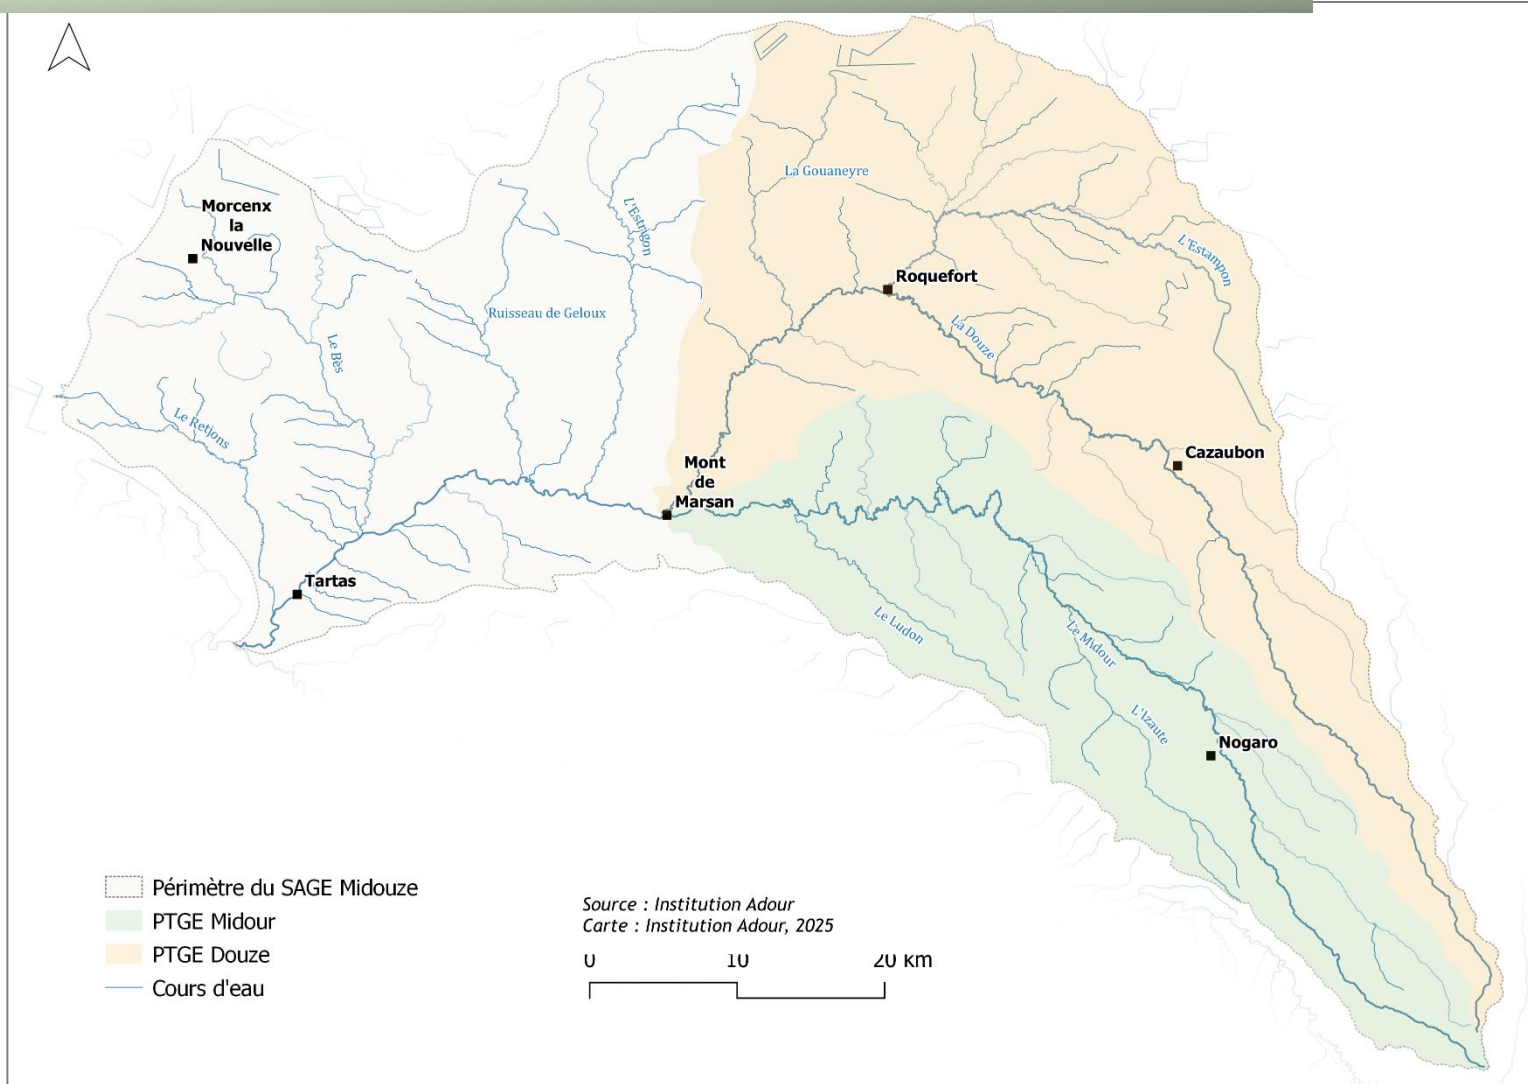 La Gouaneyre
Morcenx
la
Nouvelle
L'Estrigon
L'Estampon
Roquefort
Ruisseau de Geloux
La Douze
Le Bès
Le Retjons
Cazaubon
Mont
de
Marsan
Tartas
Le Ludon
Le Midour
L'Izaute
Nogaro
Périmètre du SAGE Midouze
PTGE Midour
PTGE Douze
Cours d'eau
Source : Institution Adour
Carte : Institution Adour, 2025
0 10 20 km